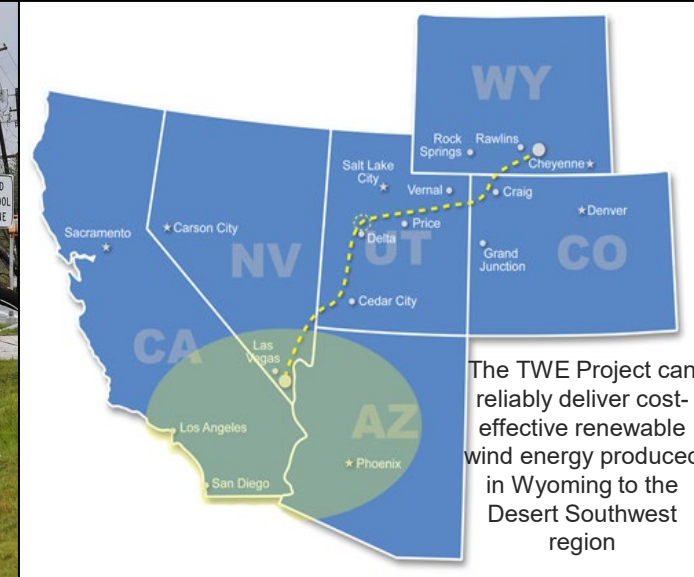 WY
Rock
Springs
Rawlins
Cheyenne
Salt Lake
City
Vernal
Craig
Denver
Sacramento
Carson City
Price
Delta
UT
NV
Grand
Junction
CO
Cedar City
CA
Las
Vegas
Los Angeles
AZ
Phoenix
San Diego
The TWE Project can
reliably deliver cost-
effective renewable
wind energy produced
in Wyoming to the
Desert Southwest
region